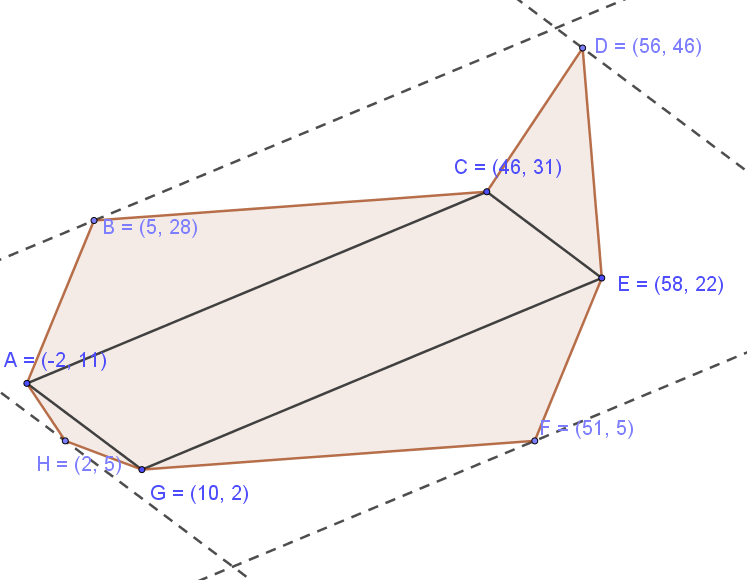 D = (56, 46)
C = (46, 31)
B = (5, 28)
E = (58, 22)
A = (-2, 11)
F = (51, 5)
H = (2, 5)
G = (10, 2)